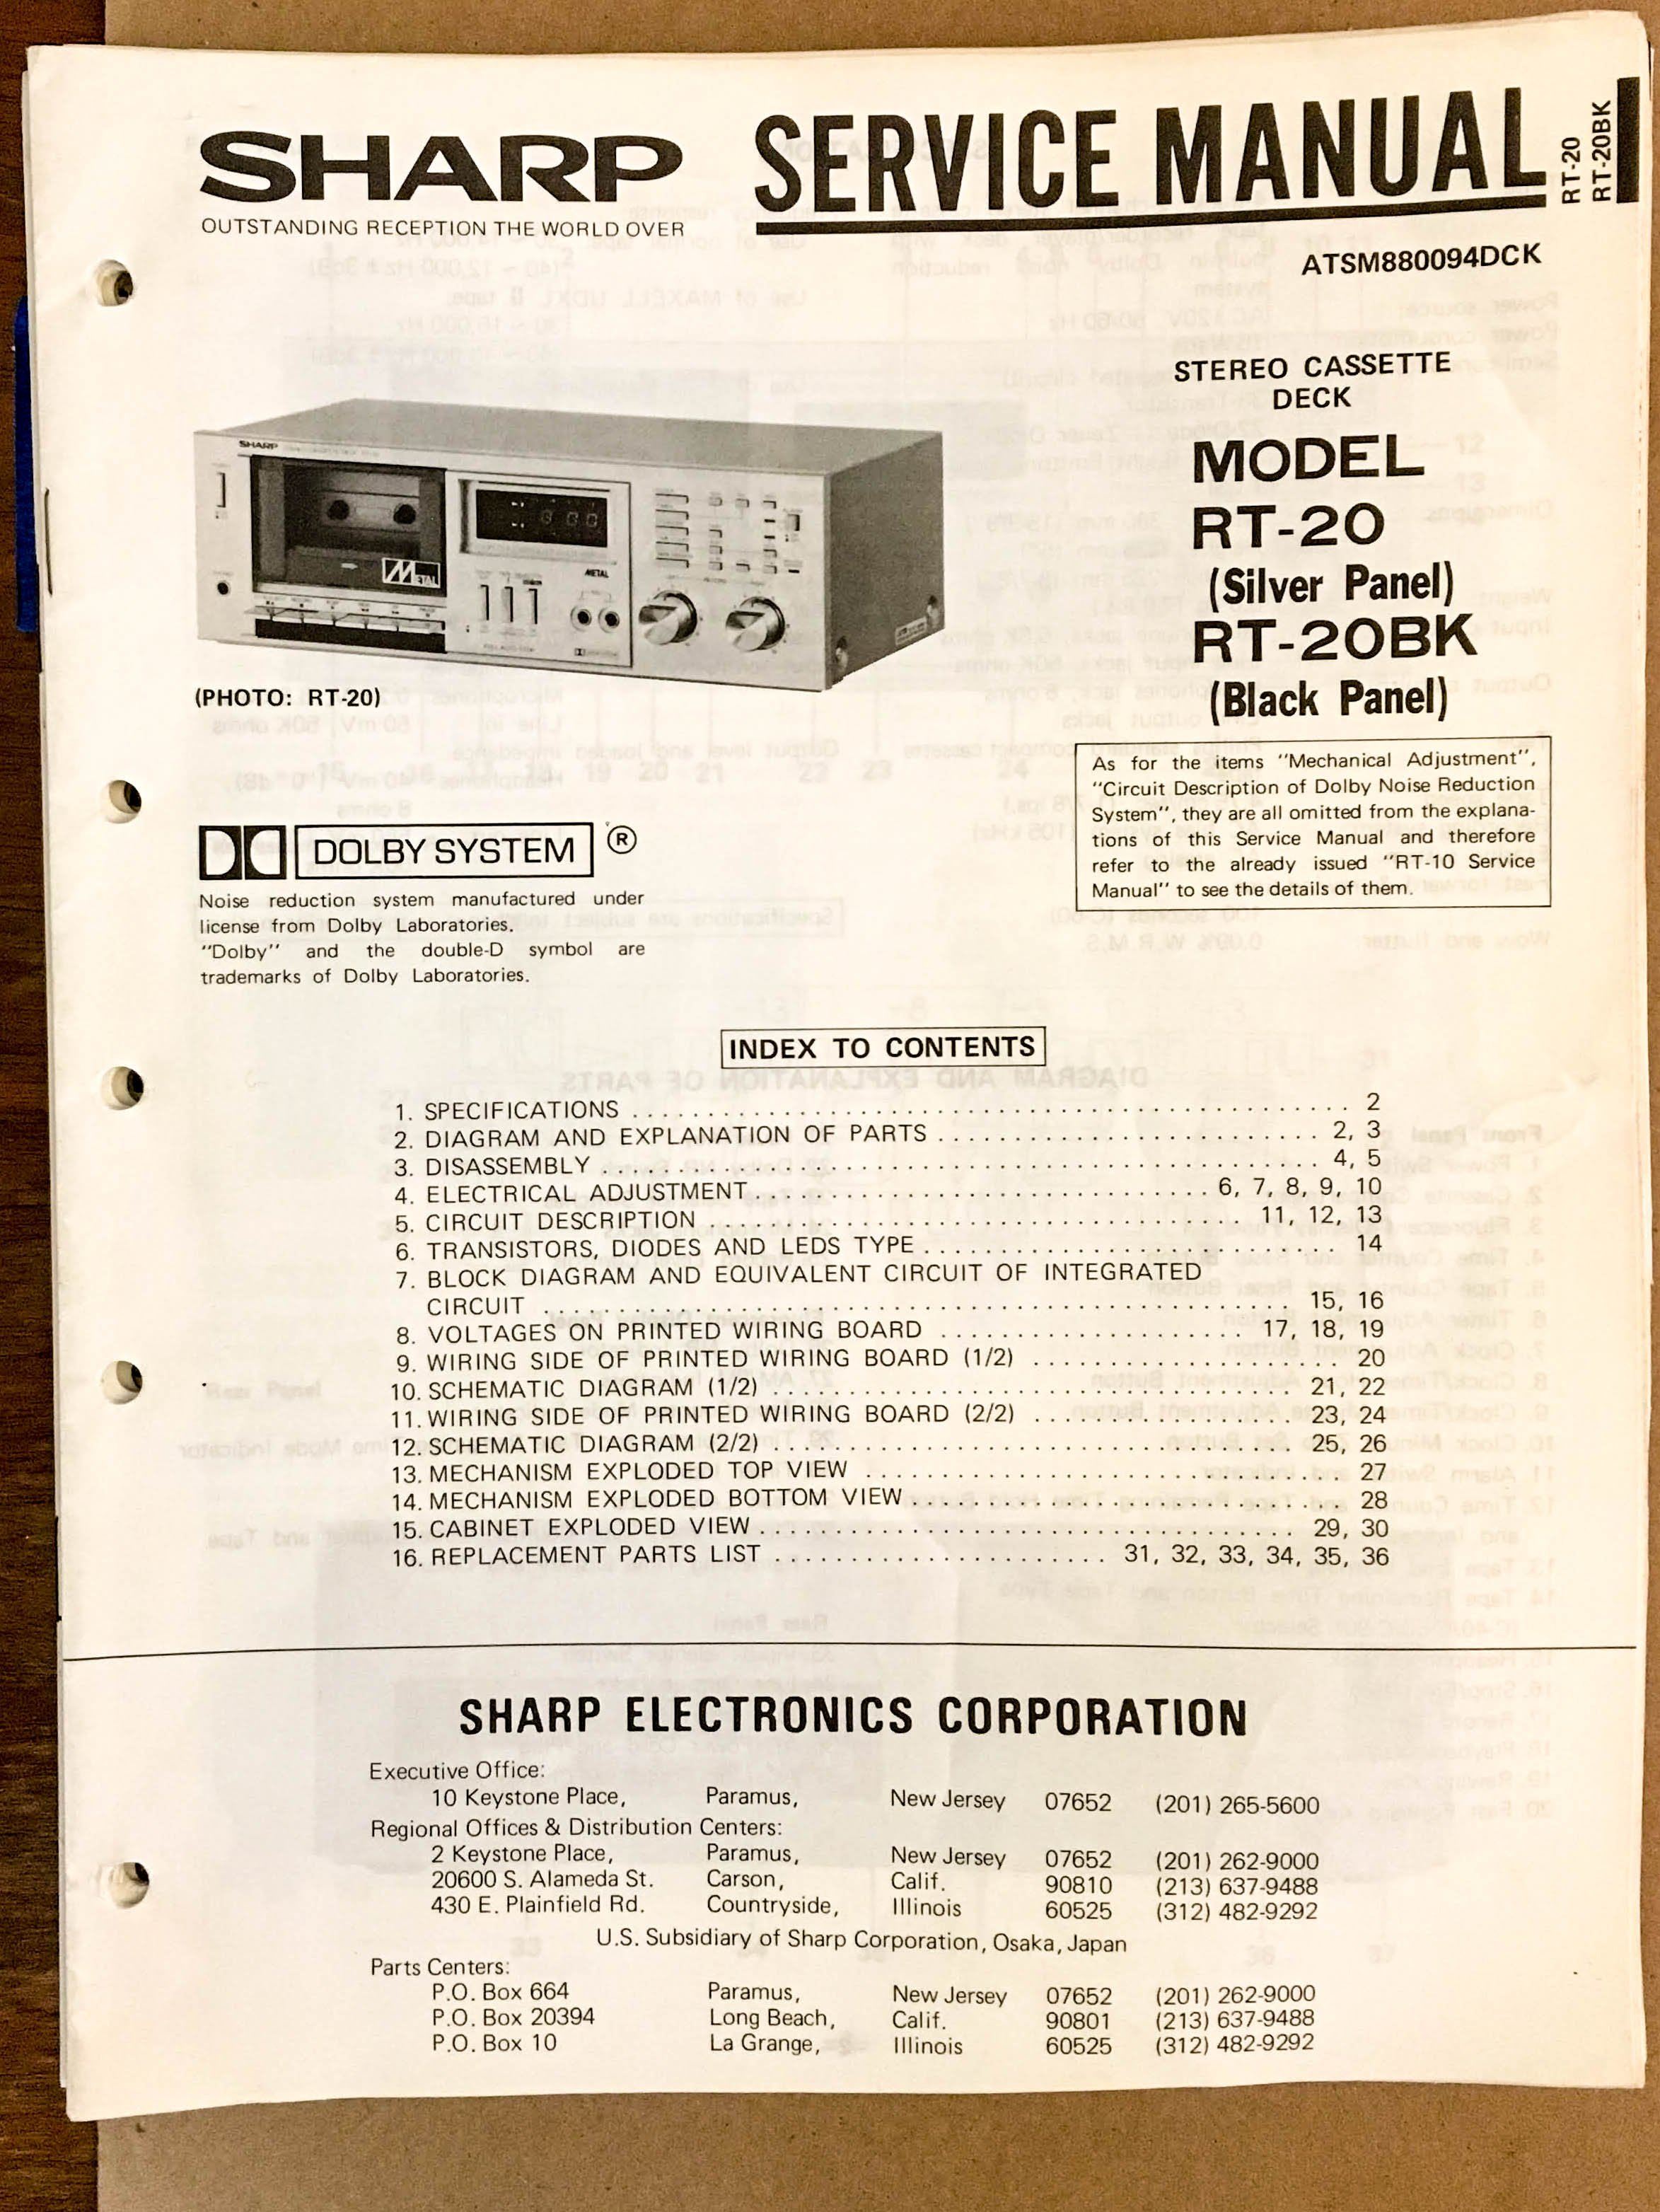 SHARP
OUTSTANDING RECEPTION THE WORLD OVER
SERVICE MANUAL
RT-20
RT-20BK
ATSM880094DCK
STEREO CASSETTE
DECK
MODEL
RT-20
(Silver Panel)
RT-20BK
(Black Panel)
SHARP
METAL
METAL
(PHOTO: RT-20)
As for the items "Mechanical Adjustment",
"Circuit Description of Dolby Noise Reduction
System", they are all omitted from the explana-
tions of this Service Manual and therefore
refer to the already issued "RT-10 Service
Manual" to see the details of them.
DOLBY SYSTEM ®
Noise reduction system manufactured under
license from Dolby Laboratories.
"Dolby" and the double-D symbol are
trademarks of Dolby Laboratories.
INDEX TO CONTENTS
1. SPECIFICATIONS . . . . . . . . . . 2
2. DIAGRAM AND EXPLANATION OF PARTS . . . . . . . . . . 2, 3
3. DISASSEMBLY . . . . . . . . . . 4, 5
4. ELECTRICAL ADJUSTMENT . . . . . . . . . . 6, 7, 8, 9, 10
5. CIRCUIT DESCRIPTION . . . . . . . . . . 11, 12, 13
6. TRANSISTORS, DIODES AND LEDS TYPE . . . . . . . . . . 14
7. BLOCK DIAGRAM AND EQUIVALENT CIRCUIT OF INTEGRATED
CIRCUIT . . . . . . . . . . 15, 16
8. VOLTAGES ON PRINTED WIRING BOARD . . . . . . . . . . 17, 18, 19
9. WIRING SIDE OF PRINTED WIRING BOARD (1/2) . . . . . . . . . . 20
10. SCHEMATIC DIAGRAM (1/2) . . . . . . . . . . 21, 22
11. WIRING SIDE OF PRINTED WIRING BOARD (2/2) . . . . . . . . . . 23, 24
12. SCHEMATIC DIAGRAM (2/2) . . . . . . . . . . 25, 26
13. MECHANISM EXPLODED TOP VIEW . . . . . . . . . . 27
14. MECHANISM EXPLODED BOTTOM VIEW . . . . . . . . . . 28
15. CABINET EXPLODED VIEW . . . . . . . . . . 29, 30
16. REPLACEMENT PARTS LIST . . . . . . . . . . 31, 32, 33, 34, 35, 36
SHARP ELECTRONICS CORPORATION
Executive Office:
10 Keystone Place, Paramus, New Jersey 07652 (201) 265-5600
Regional Offices & Distribution Centers:
2 Keystone Place, Paramus, New Jersey 07652 (201) 262-9000
20600 S. Alameda St. Carson, Calif. 90810 (213) 637-9488
430 E. Plainfield Rd. Countryside, Illinois 60525 (312) 482-9292
U.S. Subsidiary of Sharp Corporation, Osaka, Japan
Parts Centers:
P.O. Box 664 Paramus, New Jersey 07652 (201) 262-9000
P.O. Box 20394 Long Beach, Calif. 90801 (213) 637-9488
P.O. Box 10 La Grange, Illinois 60525 (312) 482-9292